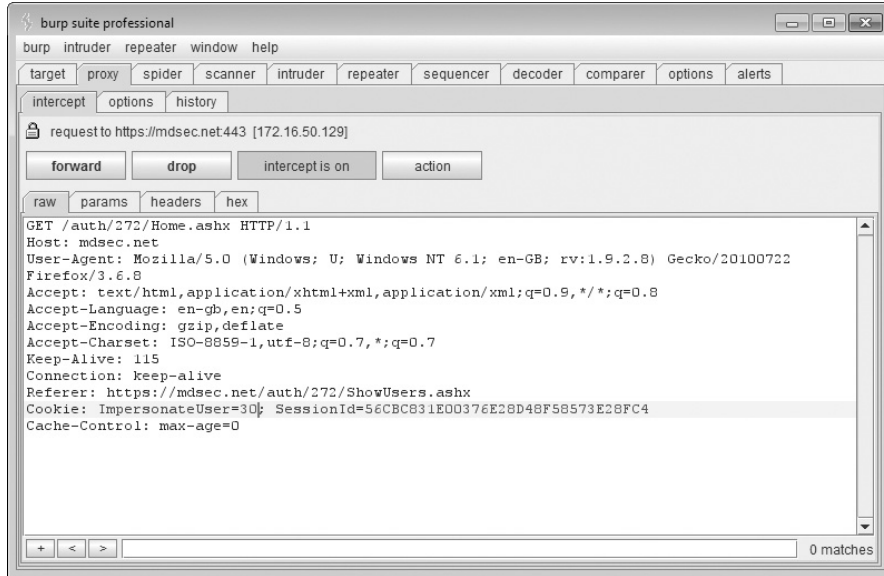 burp suite professional
burp intruder repeater window help
target proxy spider scanner intruder repeater sequencer decoder comparer options alerts
intercept options history
request to https://mdsec.net:443 [172.16.50.129]
forward drop intercept is on action
raw params headers hex
GET /auth/272/Home.ashx HTTP/1.1
Host: mdsec.net
User-Agent: Mozilla/5.0 (Windows; U; Windows NT 6.1; en-GB; rv:1.9.2.8) Gecko/20100722
Firefox/3.6.8
Accept: text/html,application/xhtml+xml,application/xml;q=0.9,*/*;q=0.8
Accept-Language: en-gb,en;q=0.5
Accept-Encoding: gzip,deflate
Accept-Charset: ISO-8859-1,utf-8;q=0.7,*;q=0.7
Keep-Alive: 115
Connection: keep-alive
Referer: https://mdsec.net/auth/272/ShowUsers.ashx
Cookie: ImpersonateUser=30; SessionId=56CBC831E00376E28D48F58573E28FC4
Cache-Control: max-age=0
+ < > 0 matches